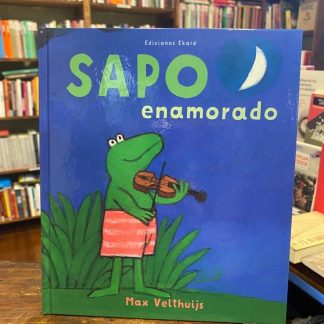 Ediciones Ekaré
SAPO
enamorado
Max Velthuijs